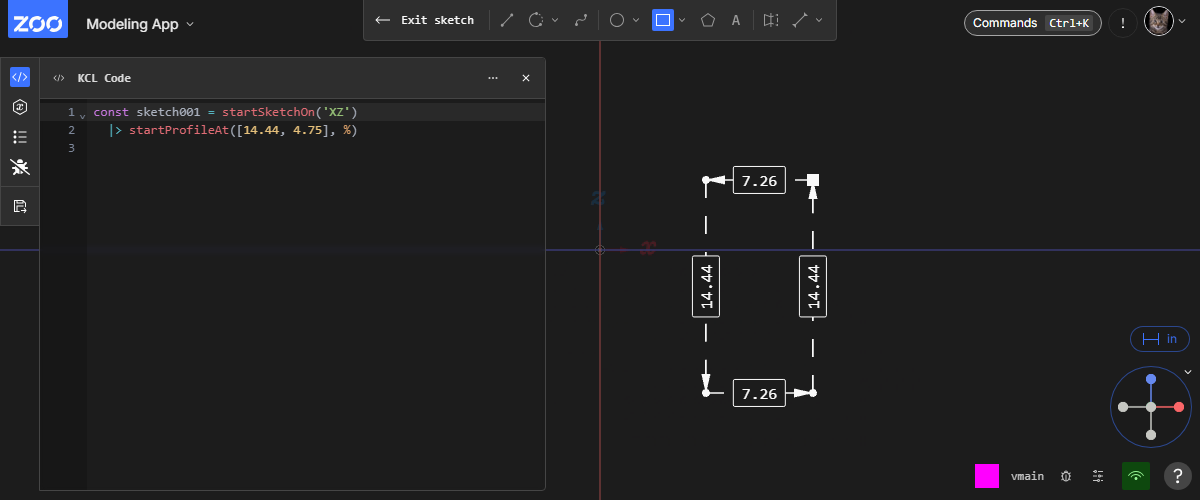 ZOO
Modeling App
Exit sketch
A
Commands Ctrl+K
!
KCL Code
...
1 const sketch001 = startSketchOn('XZ')
2 |> startProfileAt([14.44, 4.75], %)
3
7.26
z
x
14.44
14.44
7.26
in
vmain
?